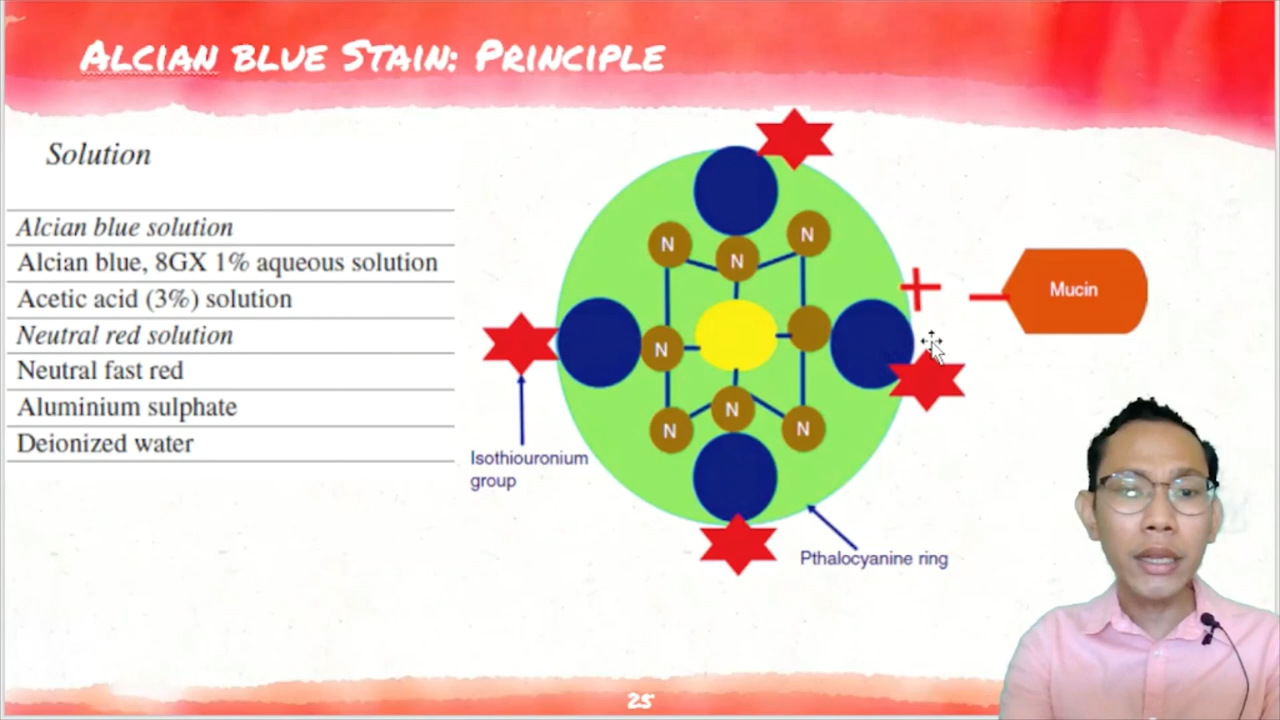 Alcian blue Stain: Principle
Solution
Alcian blue solution
Alcian blue, 8GX 1% aqueous solution
Acetic acid (3%) solution
Neutral red solution
Neutral fast red
Aluminium sulphate
Deionized water
N
N
N
N
N
N
N
+
−
Mucin
Isothiouronium
group
Pthalocyanine ring
25